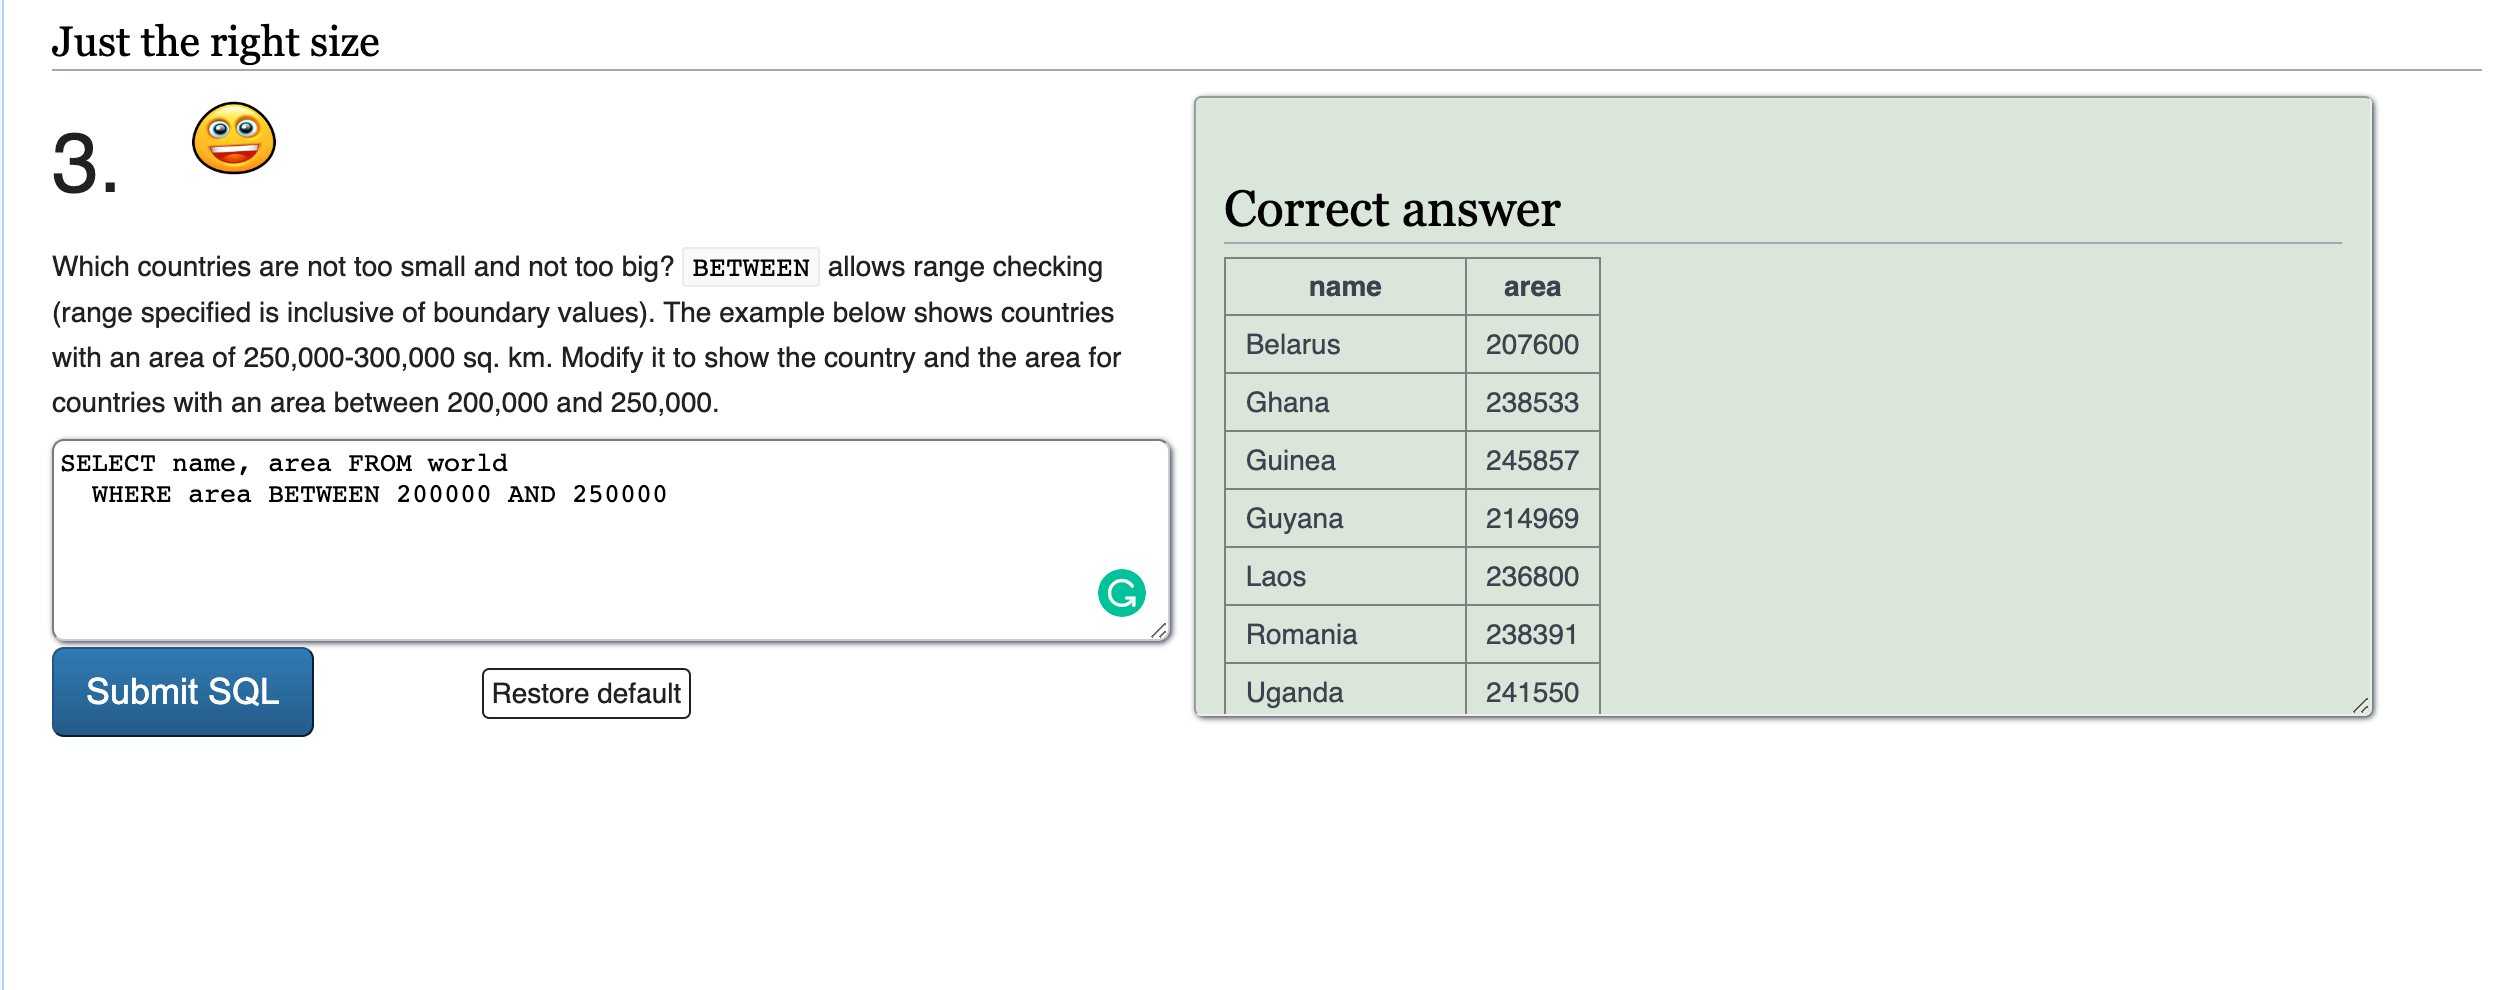 Just the right size
3.
Which countries are not too small and not too big? BETWEEN allows range checking
(range specified is inclusive of boundary values). The example below shows countries
with an area of 250,000-300,000 sq. km. Modify it to show the country and the area for
countries with an area between 200,000 and 250,000.
SELECT name, area FROM world
WHERE area BETWEEN 200000 AND 250000
Submit SQL
Restore default
Correct answer
name area
Belarus 207600
Ghana 238533
Guinea 245857
Guyana 214969
Laos 236800
Romania 238391
Uganda 241550